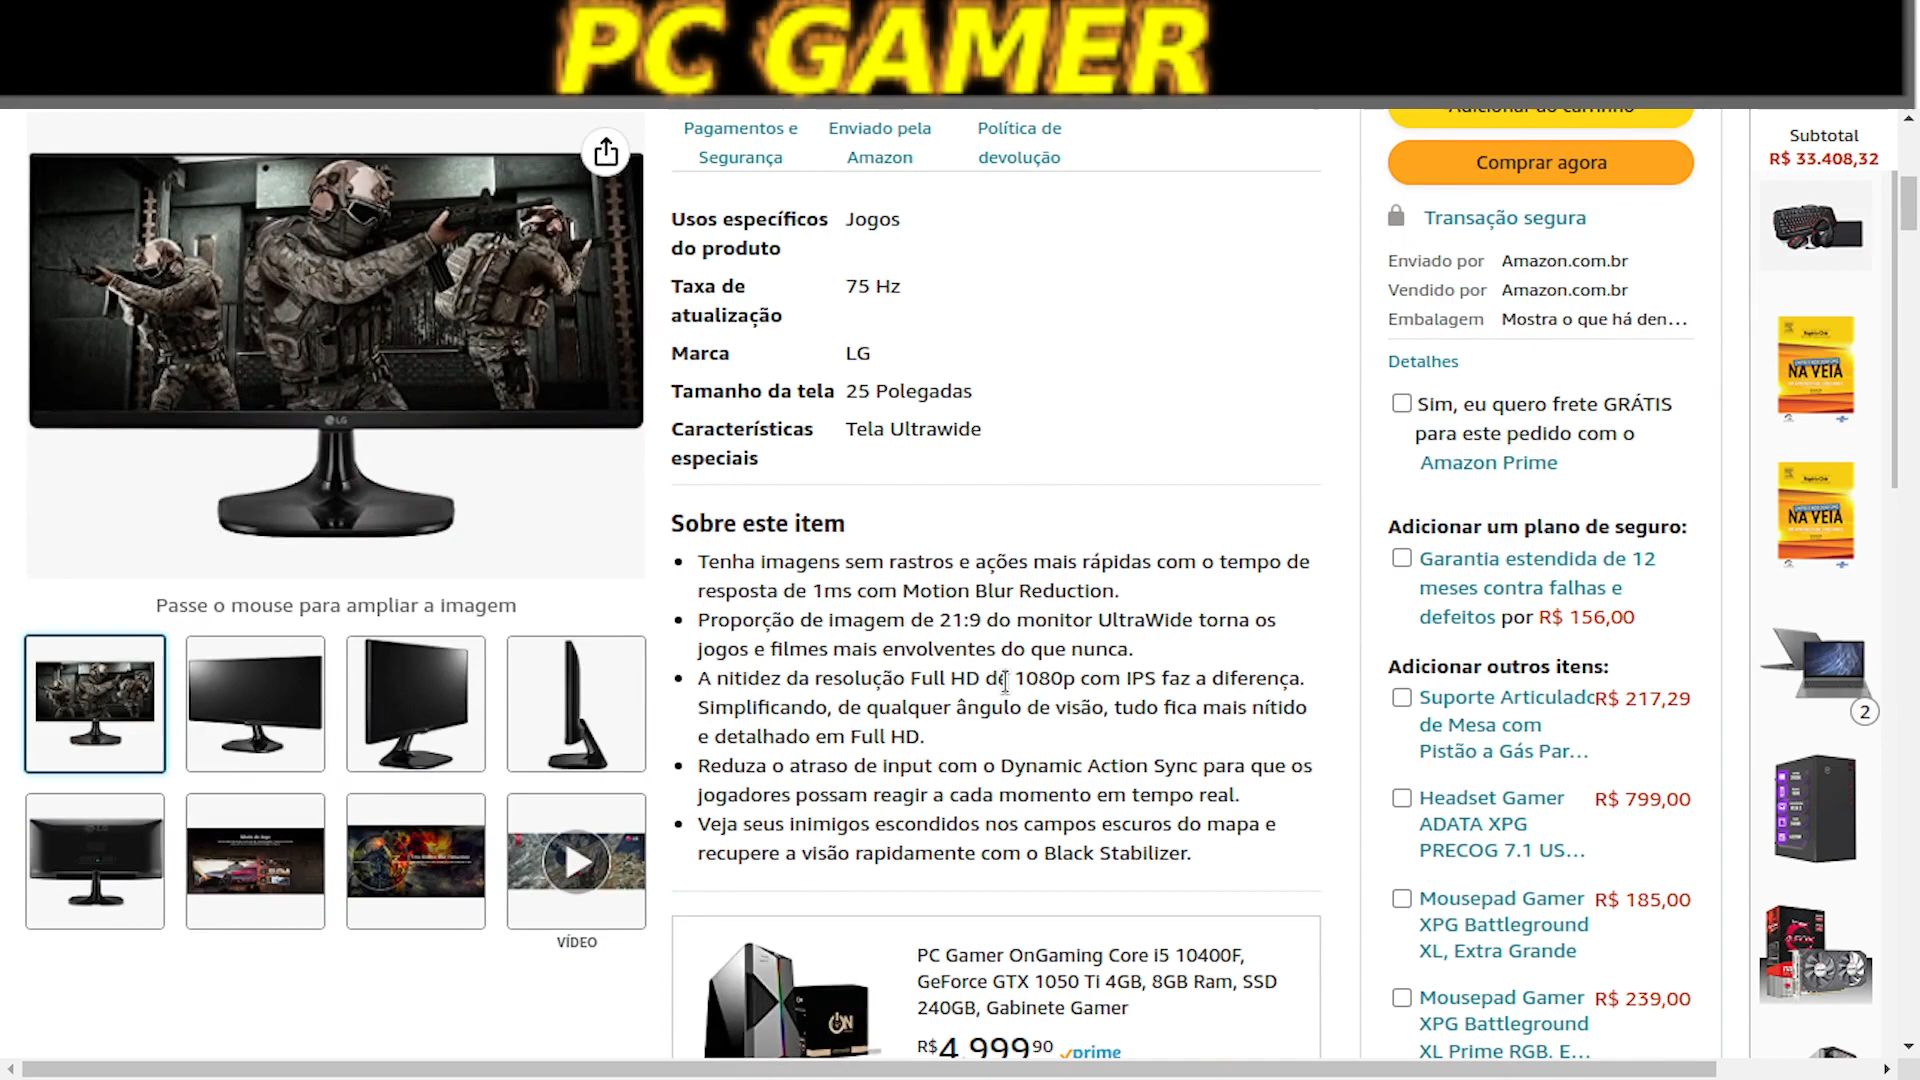 PC GAMER
Pagamentos e
Segurança
Enviado pela
Amazon
Política de
devolução
LG
Passe o mouse para ampliar a imagem
VÍDEO
Usos específicos
do produto
Jogos
Taxa de
atualização
75 Hz
Marca
LG
Tamanho da tela
25 Polegadas
Características
especiais
Tela Ultrawide
Sobre este item
Tenha imagens sem rastros e ações mais rápidas com o tempo de
resposta de 1ms com Motion Blur Reduction.
Proporção de imagem de 21:9 do monitor UltraWide torna os
jogos e filmes mais envolventes do que nunca.
A nitidez da resolução Full HD de 1080p com IPS faz a diferença.
Simplificando, de qualquer ângulo de visão, tudo fica mais nítido
e detalhado em Full HD.
Reduza o atraso de input com o Dynamic Action Sync para que os
jogadores possam reagir a cada momento em tempo real.
Veja seus inimigos escondidos nos campos escuros do mapa e
recupere a visão rapidamente com o Black Stabilizer.
ON
PC Gamer OnGaming Core i5 10400F,
GeForce GTX 1050 Ti 4GB, 8GB Ram, SSD
240GB, Gabinete Gamer
R$4.99990 prime
Adicionar ao carrinho
Comprar agora
Transação segura
Enviado por Amazon.com.br
Vendido por Amazon.com.br
Embalagem Mostra o que há den…
Detalhes
Sim, eu quero frete GRÁTIS
para este pedido com o
Amazon Prime
Adicionar um plano de seguro:
Garantia estendida de 12
meses contra falhas e
defeitos por R$ 156,00
Adicionar outros itens:
Suporte Articulado R$ 217,29
de Mesa com
Pistão a Gás Par…
Headset Gamer R$ 799,00
ADATA XPG
PRECOG 7.1 US…
Mousepad Gamer R$ 185,00
XPG Battleground
XL, Extra Grande
Mousepad Gamer R$ 239,00
XPG Battleground
XL Prime RGB, E…
Subtotal
R$ 33.408,32
NA VEIA
NA VEIA
2